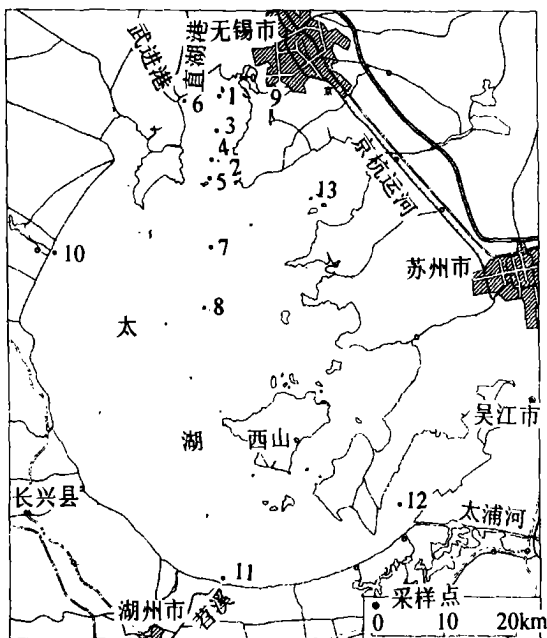 无锡市
武进港
直湖港
6
1
9
3
4
2
5
13
京杭运河
7
10
苏州市
8
太
湖
西山
吴江市
长兴县
12
太浦河
11
湖州市
苕溪
采样点
0 10 20km